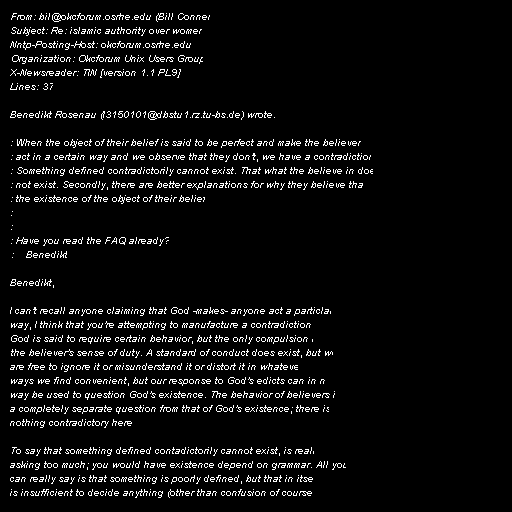 From: bil@okcforum.osrhe.edu (Bill Conner
Subject: Re: islamic authority over women
Nntp-Posting-Host: okcforum.osrhe.edu
Organization: Okcforum Unix Users Group
X-Newsreader: TIN [version 1.1 PL9]
Lines: 37

Benedikt Rosenau (I3150101@dbstu1.rz.tu-bs.de) wrote:

: When the object of their belief is said to be perfect and make the believer
: act in a certain way and we observe that they don't, we have a contradiction
: Something defined contradictorily cannot exist. That what the believe in doe
: not exist. Secondly, there are better explanations for why they believe tha
: the existence of the object of their belief
:
:
: Have you read the FAQ already?
:    Benedikt

Benedikt,

I can't recall anyone claiming that God -makes- anyone act a particular
way, I think that you're attempting to manufacture a contradiction
God is said to require certain behavior, but the only compulsion i
the believer's sense of duty. A standard of conduct does exist, but we
are free to ignore it or misunderstand it or distort it in whatever
ways we find convenient, but our response to God's edicts can in n
way be used to question God's existence. The behavior of believers i
a completely separate question from that of God's existence; there is
nothing contradictory here

To say that something defined contadictorily cannot exist, is reall
asking too much; you would have existence depend on grammar. All you
can really say is that something is poorly defined, but that in itse
is insufficient to decide anything (other than confusion of course